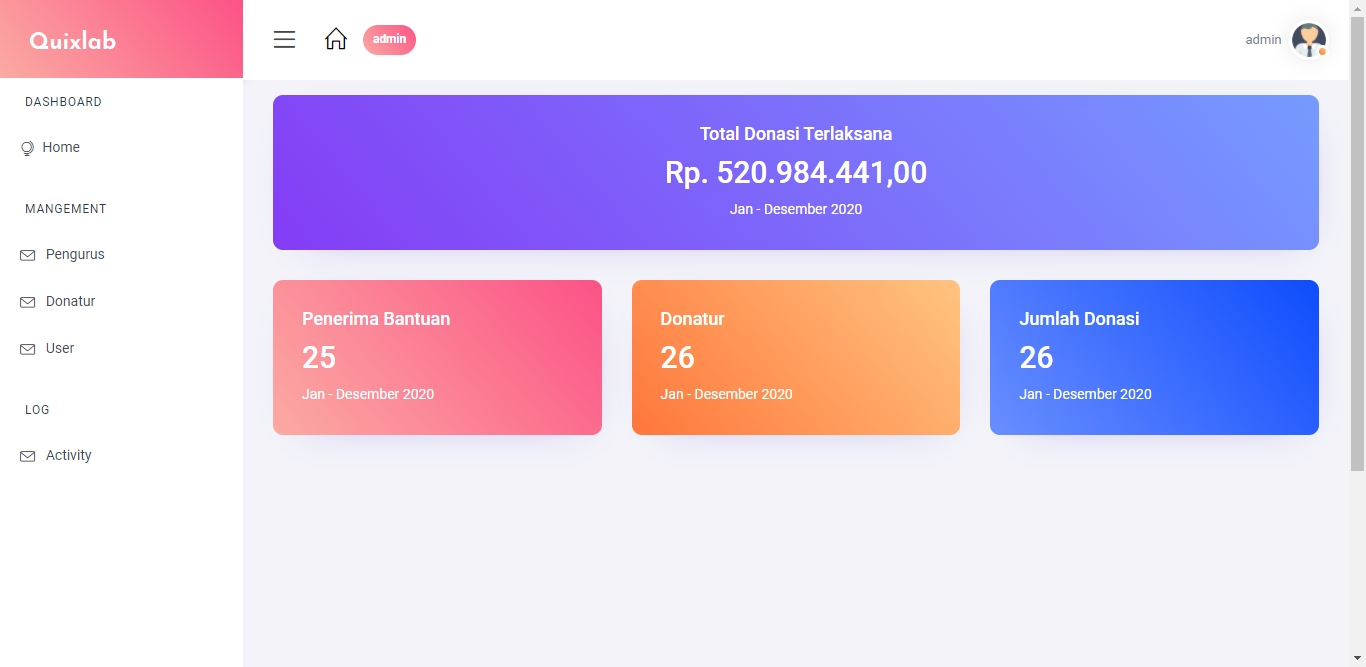 Quixlab
admin
admin
DASHBOARD
Home
MANGEMENT
Pengurus
Donatur
User
LOG
Activity
Total Donasi Terlaksana
Rp. 520.984.441,00
Jan - Desember 2020
Penerima Bantuan
25
Jan - Desember 2020
Donatur
26
Jan - Desember 2020
Jumlah Donasi
26
Jan - Desember 2020